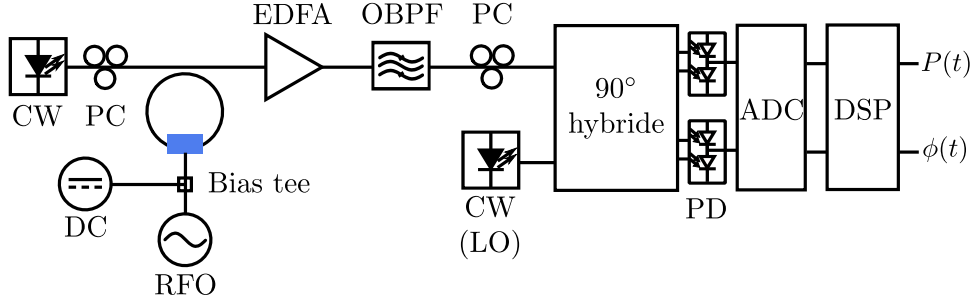 EDFA
OBPF
PC
CW
PC
90°
hybride
ADC
DSP
P(t)
ϕ(t)
DC
Bias tee
RFO
CW
(LO)
PD